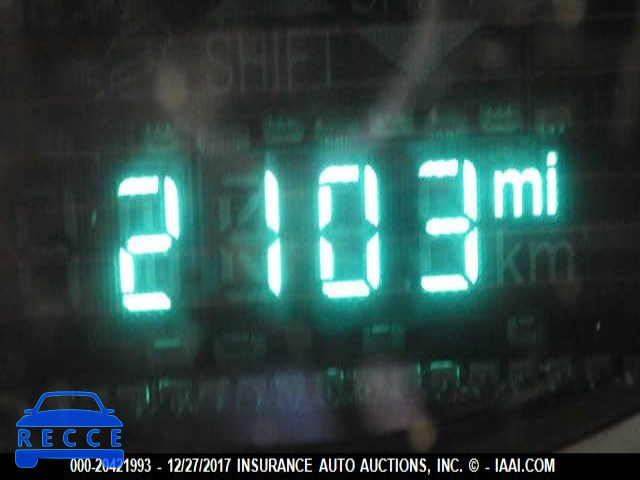 SHIFT
2103 mi
km
RECCE
000-20421993 - 12/27/2017 INSURANCE AUTO AUCTIONS, INC. © - IAAI.COM